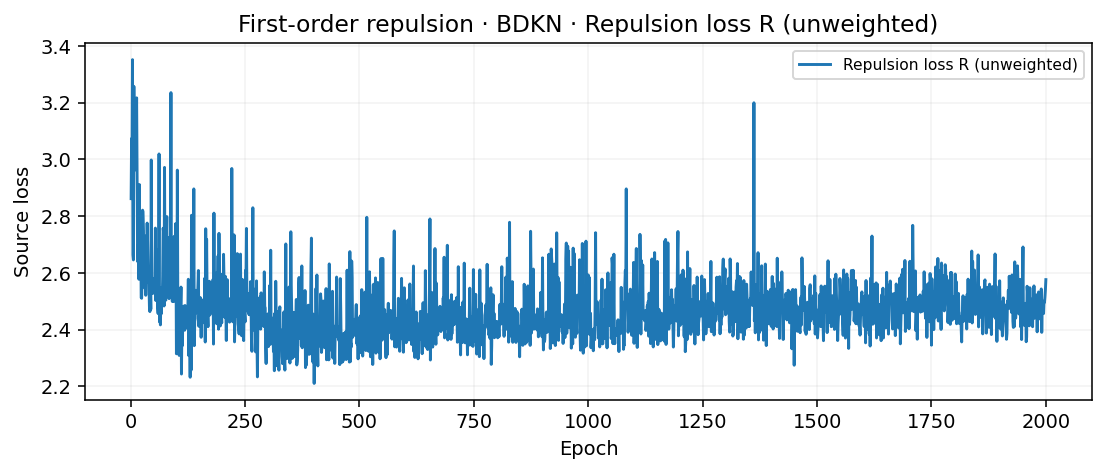 First-order repulsion · BDKN · Repulsion loss R (unweighted)
Repulsion loss R (unweighted)
Source loss
3.4
3.2
3.0
2.8
2.6
2.4
2.2
0 250 500 750 1000 1250 1500 1750 2000
Epoch